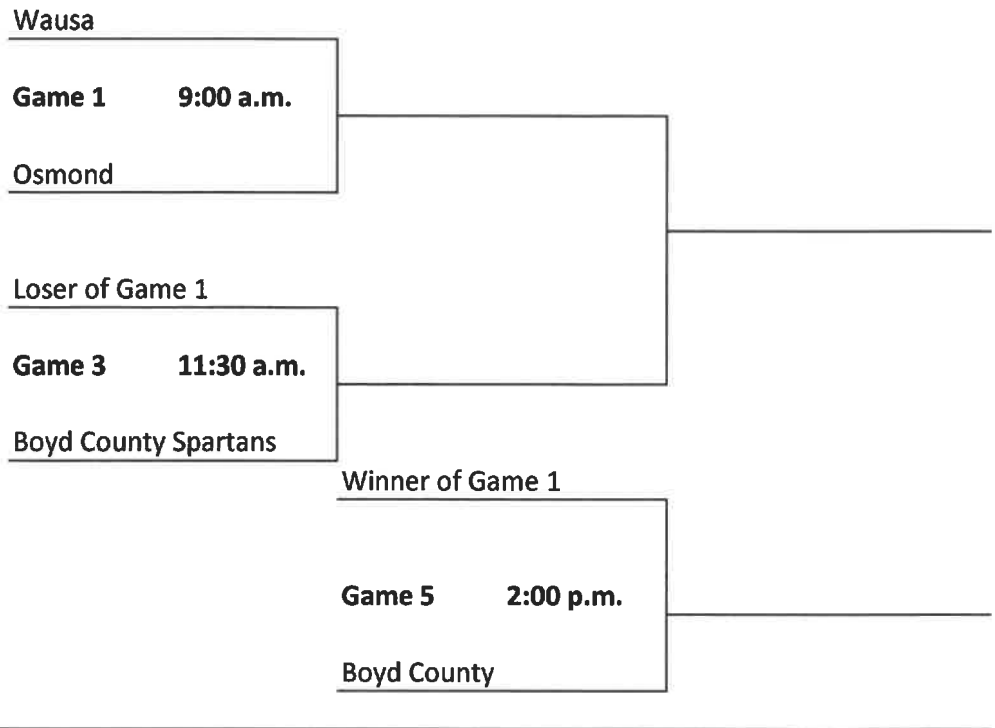 Wausa
Game 1 9:00 a.m.
Osmond
Loser of Game 1
Game 3 11:30 a.m.
Boyd County Spartans
Winner of Game 1
Game 5 2:00 p.m.
Boyd County